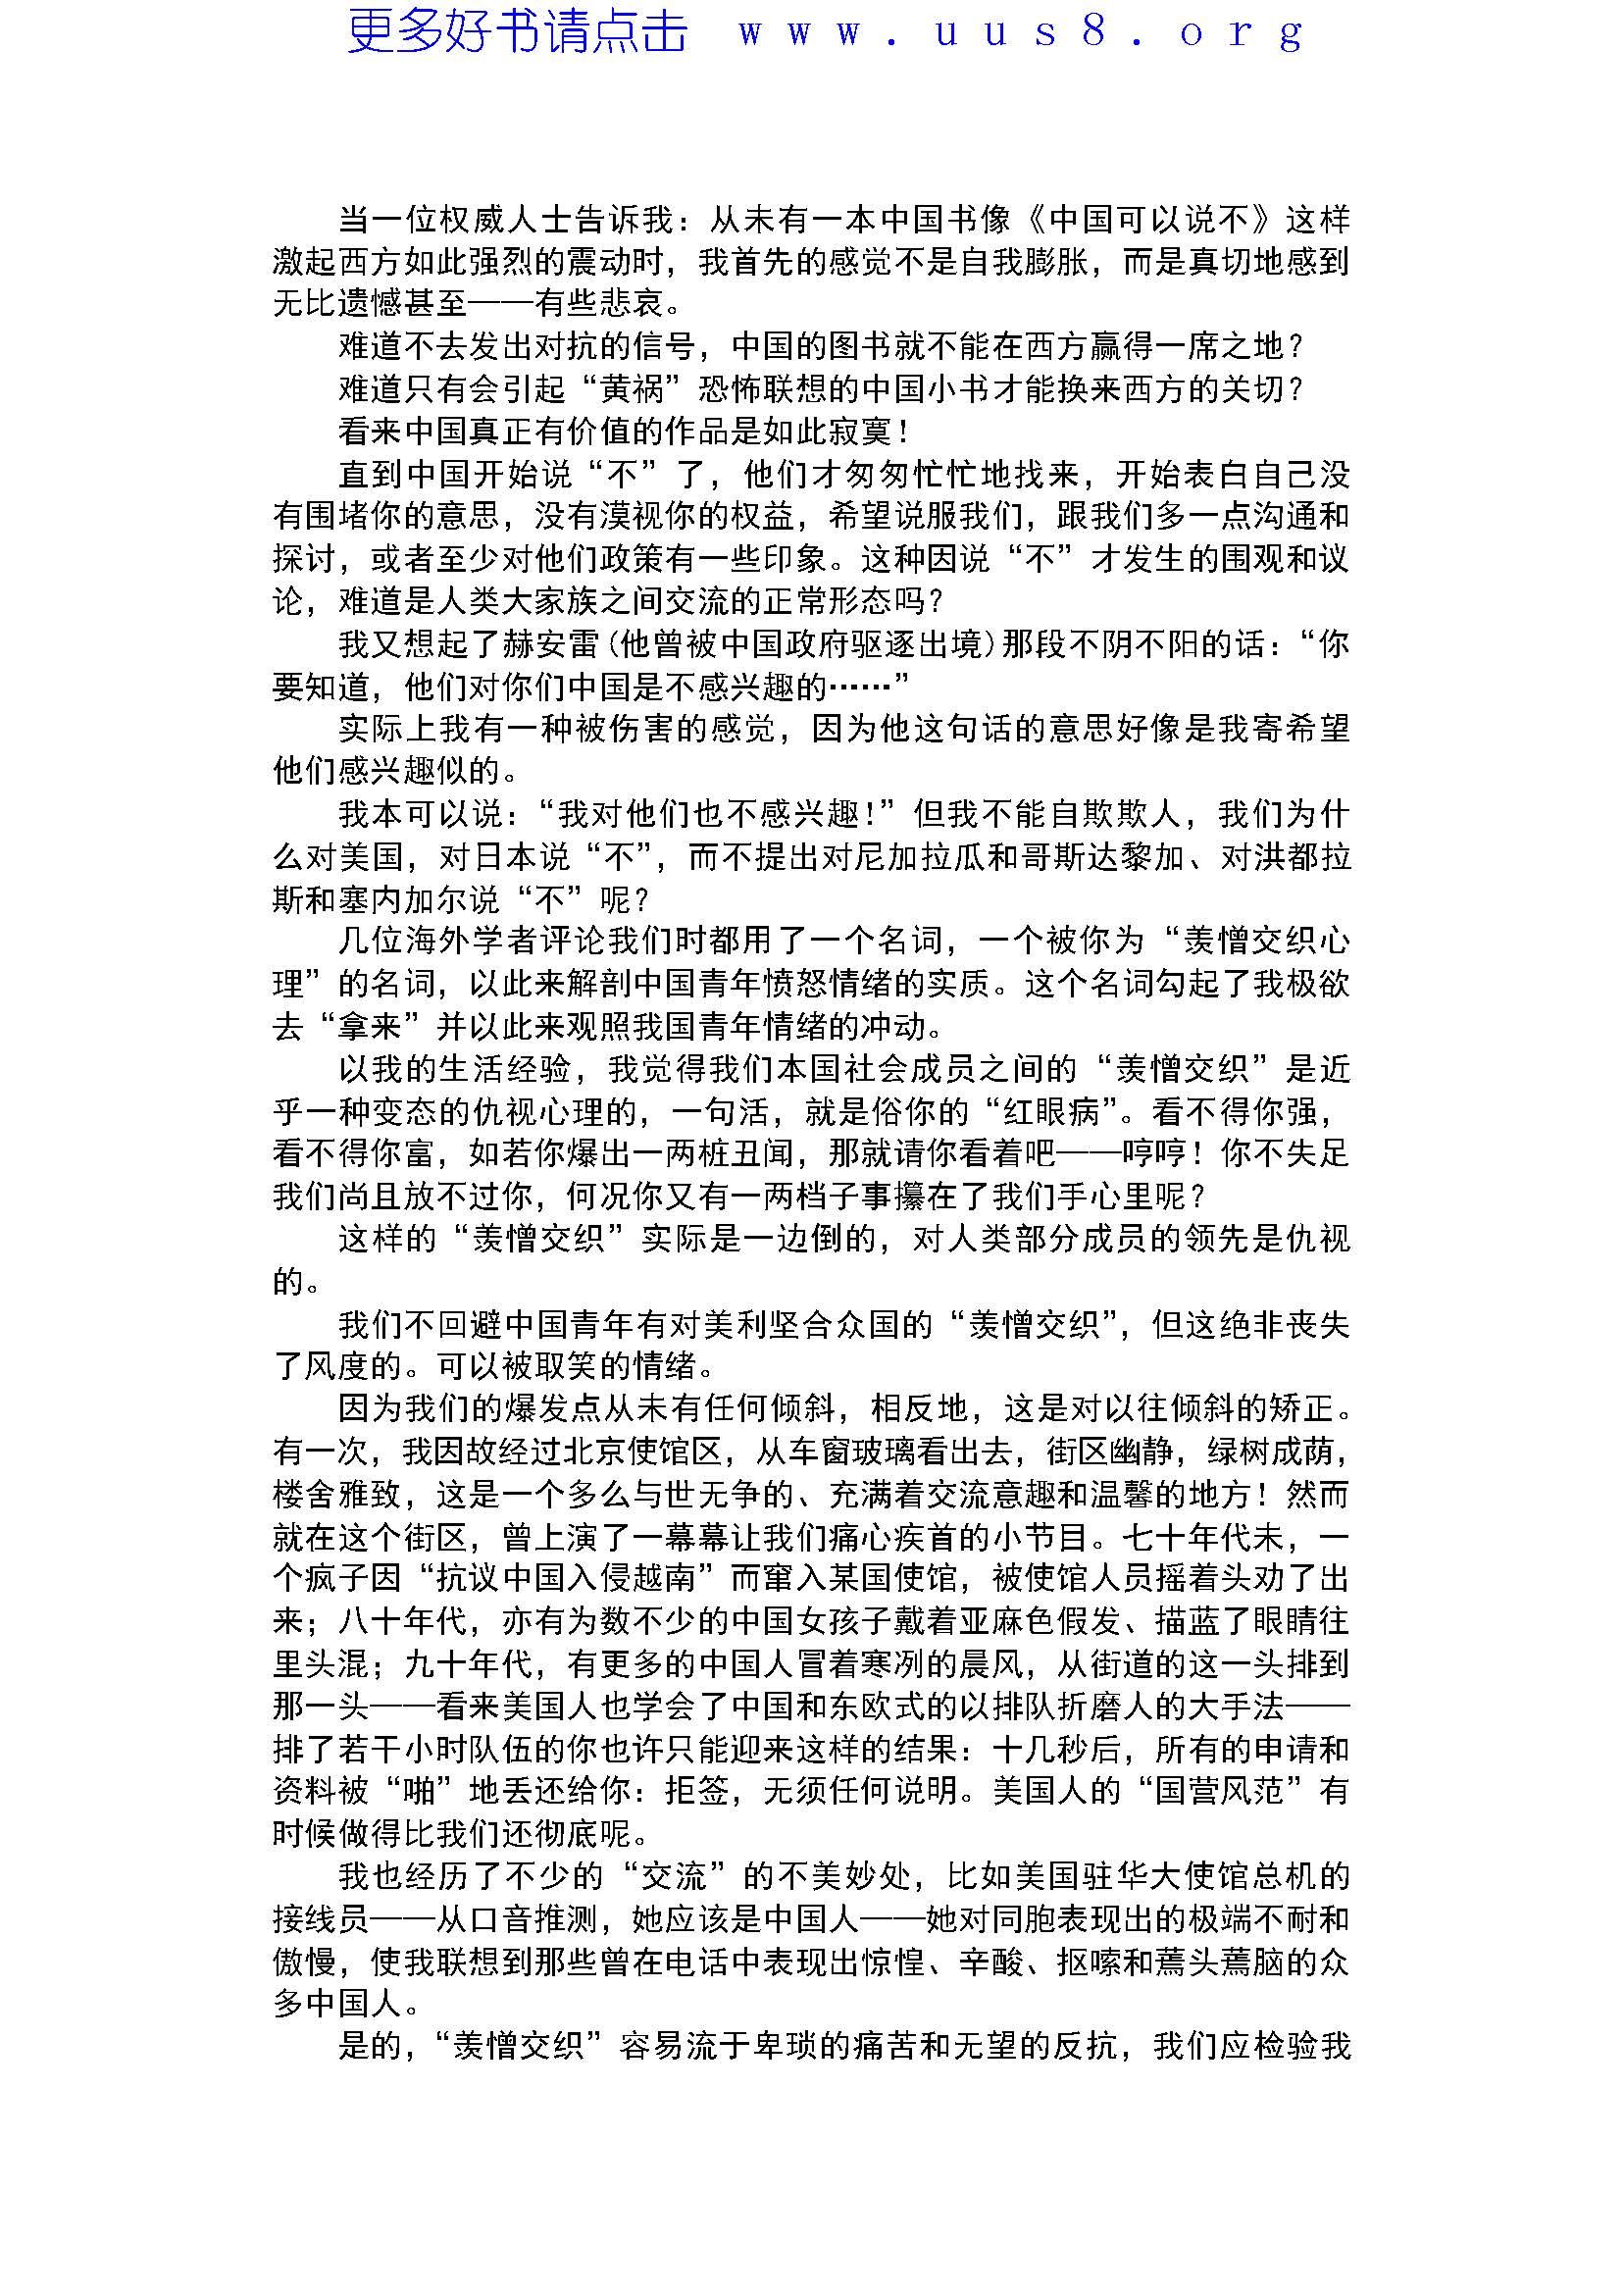 更多好书请点击 www.uus8.org
当一位权威人士告诉我：从未有一本中国书像《中国可以说不》这样
激起西方如此强烈的震动时，我首先的感觉不是自我膨胀，而是真切地感到
无比遗憾甚至——有些悲哀。
难道不去发出对抗的信号，中国的图书就不能在西方赢得一席之地？
难道只有会引起“黄祸”恐怖联想的中国小书才能换来西方的关切？
看来中国真正有价值的作品是如此寂寞！
直到中国开始说“不”了，他们才匆匆忙忙地找来，开始表白自己没
有围堵你的意思，没有漠视你的权益，希望说服我们，跟我们多一点沟通和
探讨，或者至少对他们政策有一些印象。这种因说“不”才发生的围观和议
论，难道是人类大家族之间交流的正常形态吗？
我又想起了赫安雷(他曾被中国政府驱逐出境)那段不阴不阳的话：“你
要知道，他们对你们中国是不感兴趣的……”
实际上我有一种被伤害的感觉，因为他这句话的意思好像是我寄希望
他们感兴趣似的。
我本可以说：“我对他们也不感兴趣！”但我不能自欺欺人，我们为什
么对美国，对日本说“不”，而不提出对尼加拉瓜和哥斯达黎加、对洪都拉
斯和塞内加尔说“不”呢？
几位海外学者评论我们时都用了一个名词，一个被你为“羡憎交织心
理”的名词，以此来解剖中国青年愤怒情绪的实质。这个名词勾起了我极欲
去“拿来”并以此来观照我国青年情绪的冲动。
以我的生活经验，我觉得我们本国社会成员之间的“羡憎交织”是近
乎一种变态的仇视心理的，一句活，就是俗你的“红眼病”。看不得你强，
看不得你富，如若你爆出一两桩丑闻，那就请你看着吧——哼哼！你不失足
我们尚且放不过你，何况你又有一两档子事攥在了我们手心里呢？
这样的“羡憎交织”实际是一边倒的，对人类部分成员的领先是仇视
的。
我们不回避中国青年有对美利坚合众国的“羡憎交织”，但这绝非丧失
了风度的。可以被取笑的情绪。
因为我们的爆发点从未有任何倾斜，相反地，这是对以往倾斜的矫正。
有一次，我因故经过北京使馆区，从车窗玻璃看出去，街区幽静，绿树成荫，
楼舍雅致，这是一个多么与世无争的、充满着交流意趣和温馨的地方！然而
就在这个街区，曾上演了一幕幕让我们痛心疾首的小节目。七十年代未，一
个疯子因“抗议中国入侵越南”而窜入某国使馆，被使馆人员摇着头劝了出
来；八十年代，亦有为数不少的中国女孩子戴着亚麻色假发、描蓝了眼睛往
里头混；九十年代，有更多的中国人冒着寒冽的晨风，从街道的这一头排到
那一头——看来美国人也学会了中国和东欧式的以排队折磨人的大手法——
排了若干小时队伍的你也许只能迎来这样的结果：十几秒后，所有的申请和
资料被“啪”地丢还给你：拒签，无须任何说明。美国人的“国营风范”有
时候做得比我们还彻底呢。
我也经历了不少的“交流”的不美妙处，比如美国驻华大使馆总机的
接线员——从口音推测，她应该是中国人——她对同胞表现出的极端不耐和
傲慢，使我联想到那些曾在电话中表现出惊惶、辛酸、抠嗦和蔫头蔫脑的众
多中国人。
是的，“羡憎交织”容易流于卑琐的痛苦和无望的反抗，我们应检验我